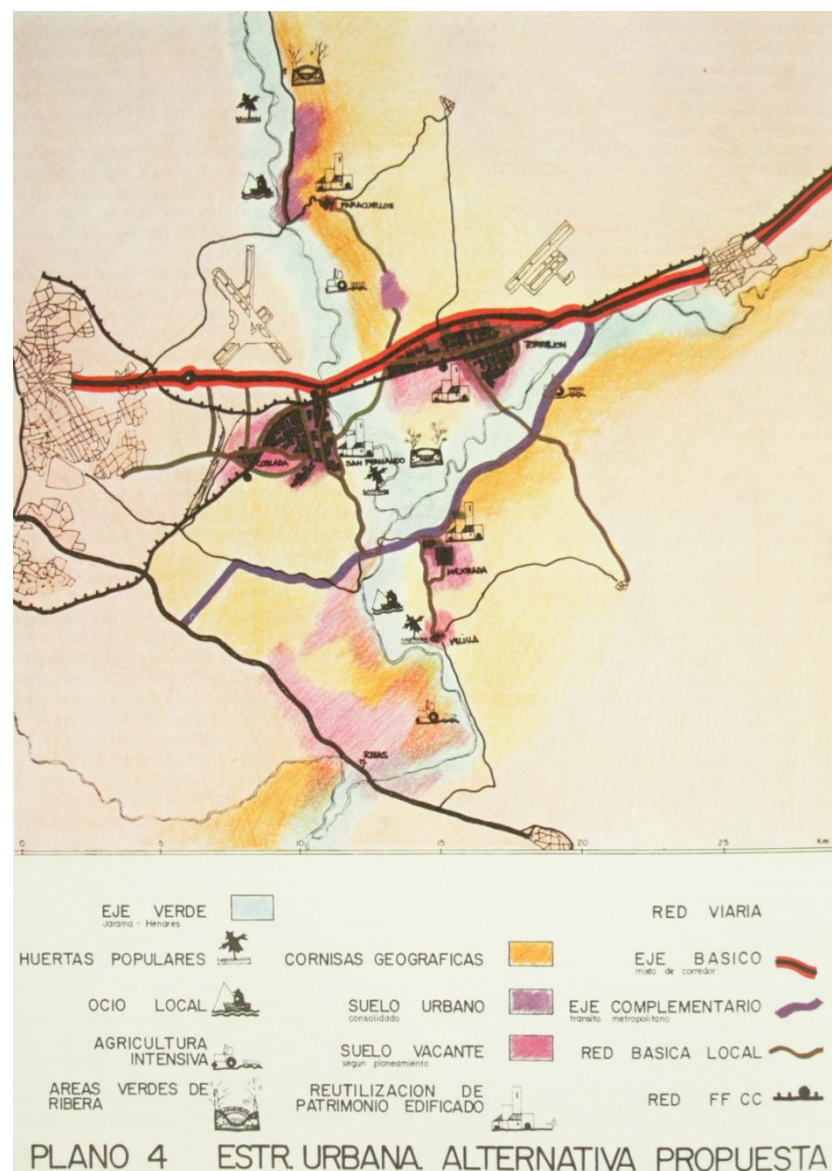 PARACUELLOS
TORREJON
COSLADA
SAN FERNANDO
MEJORADA
VELILLA
RIVAS
0 5 10 15 20 25 Km.
EJE VERDE
Jarama - Henares
HUERTAS POPULARES
OCIO LOCAL
AGRICULTURA
INTENSIVA
AREAS VERDES DE
RIBERA
CORNISAS GEOGRAFICAS
SUELO URBANO
consolidado
SUELO VACANTE
segun planeamiento
REUTILIZACION DE
PATRIMONIO EDIFICADO
RED VIARIA
EJE BASICO
mixto de corredor
EJE COMPLEMENTARIO
transito metropolitano
RED BASICA LOCAL
RED FF CC
PLANO 4 ESTR. URBANA. ALTERNATIVA PROPUESTA